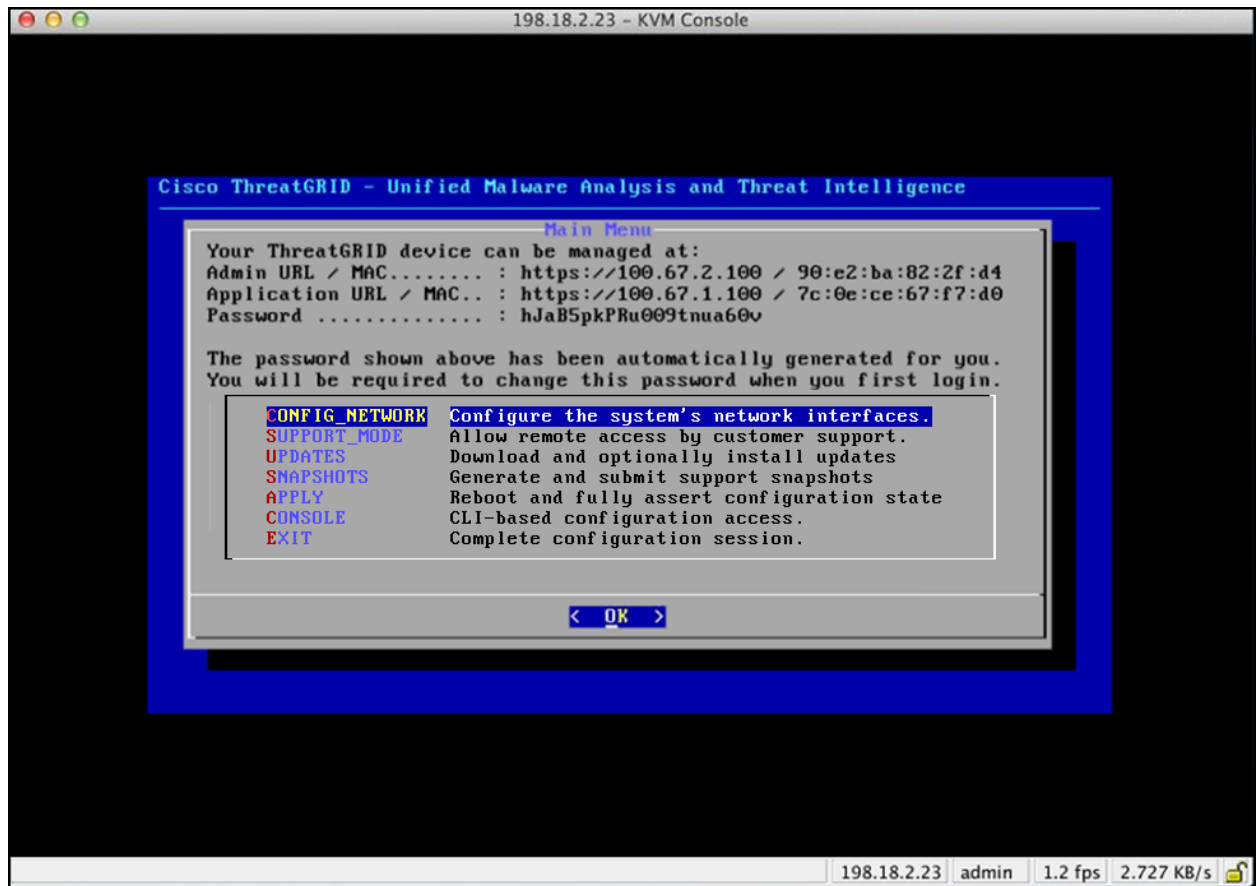 198.18.2.23 – KVM Console
Cisco ThreatGRID – Unified Malware Analysis and Threat Intelligence
Main Menu
Your ThreatGRID device can be managed at:
Admin URL / MAC........ : https://100.67.2.100 / 90:e2:ba:82:2f:d4
Application URL / MAC.. : https://100.67.1.100 / 7c:0e:ce:67:f7:d0
Password .............. : hJaB5pkPRu009tnua60v
The password shown above has been automatically generated for you.
You will be required to change this password when you first login.
CONFIG_NETWORK Configure the system's network interfaces.
SUPPORT_MODE Allow remote access by customer support.
UPDATES Download and optionally install updates
SNAPSHOTS Generate and submit support snapshots
APPLY Reboot and fully assert configuration state
CONSOLE CLI-based configuration access.
EXIT Complete configuration session.
< OK >
198.18.2.23 admin 1.2 fps 2.727 KB/s